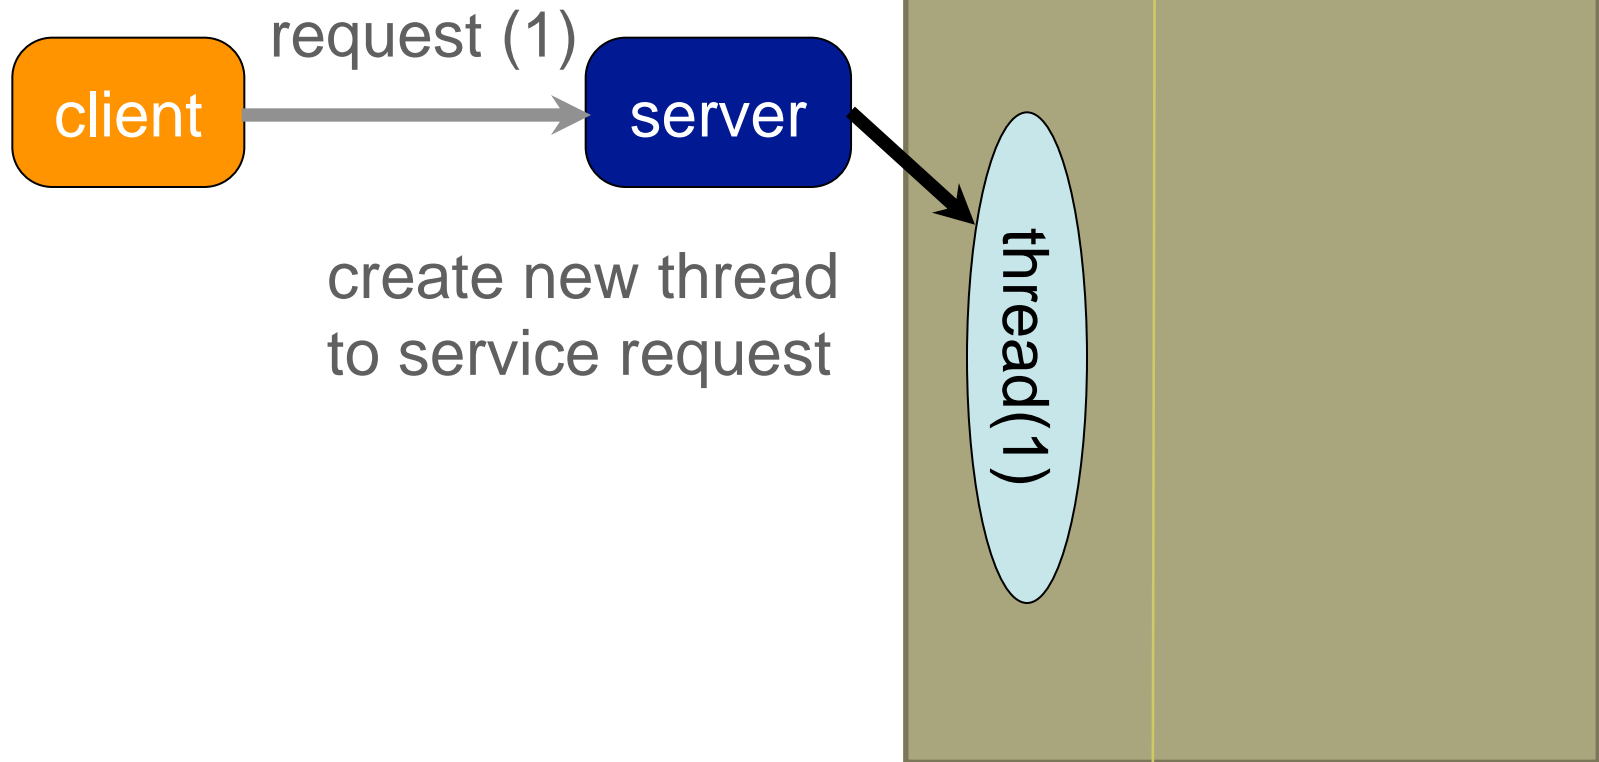 request (1)
client
server
create new thread
to service request
thread(1)